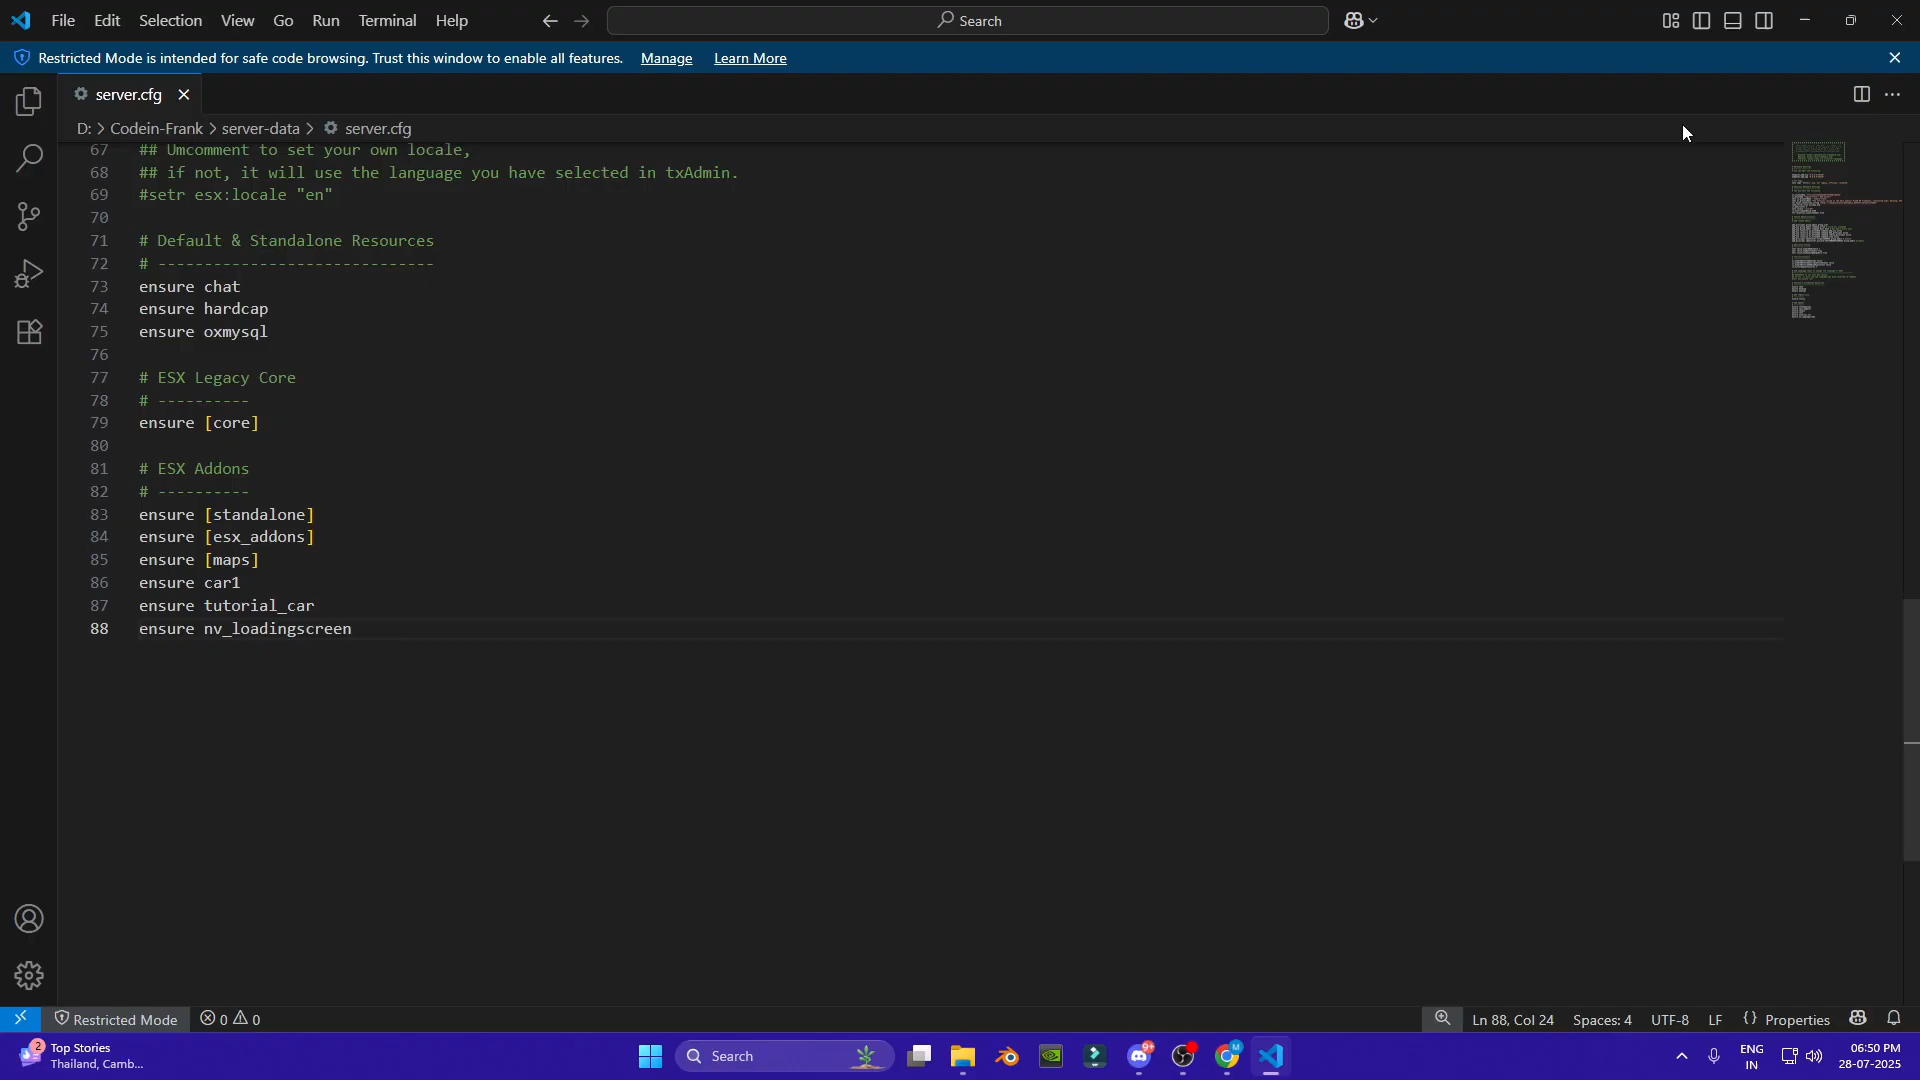 File Edit Selection View Go Run Terminal Help
Search
Restricted Mode is intended for safe code browsing. Trust this window to enable all features. Manage Learn More
server.cfg
D: > Codein-Frank > server-data > server.cfg
67 ## Umcomment to set your own locale,
68 ## if not, it will use the language you have selected in txAdmin.
69 #setr esx:locale "en"
70
71 # Default & Standalone Resources
72 # ------------------------------
73 ensure chat
74 ensure hardcap
75 ensure oxmysql
76
77 # ESX Legacy Core
78 # ----------
79 ensure [core]
80
81 # ESX Addons
82 # ----------
83 ensure [standalone]
84 ensure [esx_addons]
85 ensure [maps]
86 ensure car1
87 ensure tutorial_car
88 ensure nv_loadingscreen
Restricted Mode 0 0 Ln 88, Col 24 Spaces: 4 UTF-8 LF {} Properties
2 Top Stories
Thailand, Camb...
Search
9+
M
ENG
IN
06:50 PM
28-07-2025